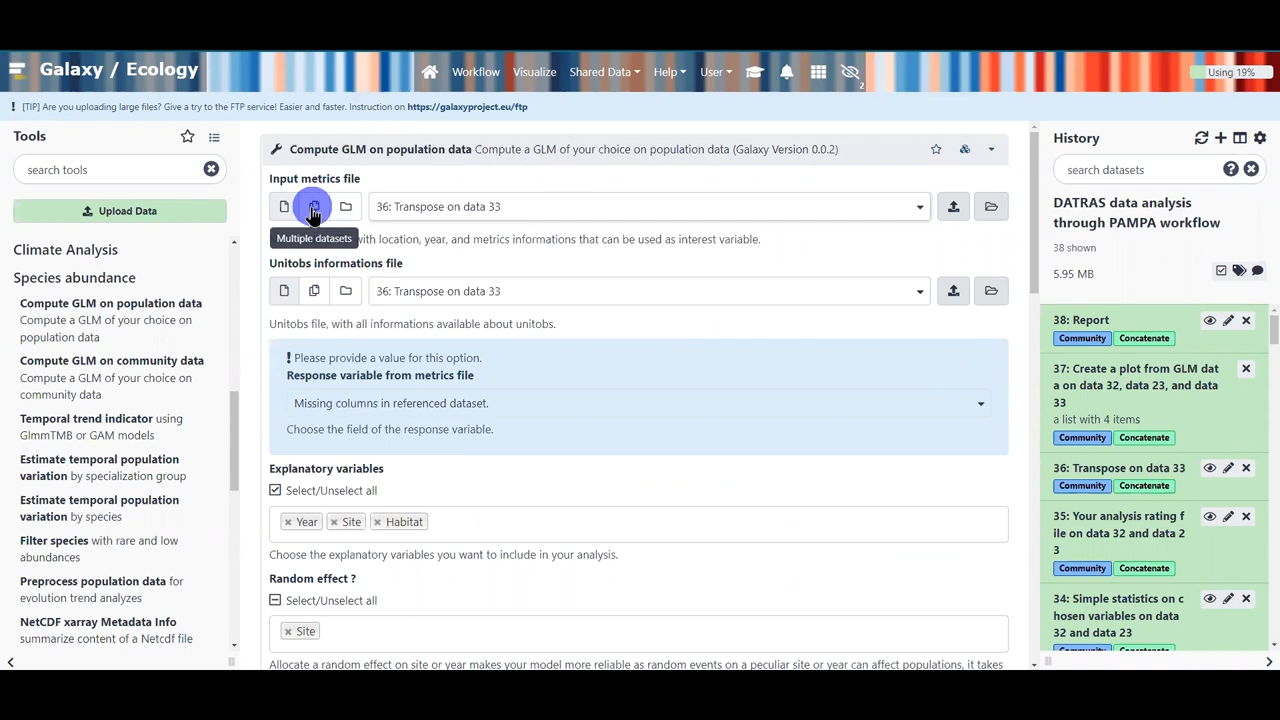 Galaxy / Ecology
Workflow Visualize Shared Data Help User Using 19%
2
! [TIP] Are you uploading large files? Give a try to the FTP service! Easier and faster. Instruction on https://galaxyproject.eu/ftp
Tools
search tools
Upload Data
Climate Analysis
Species abundance
Compute GLM on population data
Compute a GLM of your choice on
population data
Compute GLM on community data
Compute a GLM of your choice on
community data
Temporal trend indicator using
GlmmTMB or GAM models
Estimate temporal population
variation by specialization group
Estimate temporal population
variation by species
Filter species with rare and low
abundances
Preprocess population data for
evolution trend analyzes
NetCDF xarray Metadata Info
summarize content of a Netcdf file
Compute GLM on population data Compute a GLM of your choice on population data (Galaxy Version 0.0.2)
Input metrics file
36: Transpose on data 33
Multiple datasets
with location, year, and metrics informations that can be used as interest variable.
Unitobs informations file
36: Transpose on data 33
Unitobs file, with all informations available about unitobs.
! Please provide a value for this option.
Response variable from metrics file
Missing columns in referenced dataset.
Choose the field of the response variable.
Explanatory variables
Select/Unselect all
Year Site Habitat
Choose the explanatory variables you want to include in your analysis.
Random effect ?
Select/Unselect all
Site
Allocate a random effect on site or year makes your model more reliable as random events on a peculiar site or year can affect populations, it takes
History
search datasets
DATRAS data analysis
through PAMPA workflow
38 shown
5.95 MB
38: Report
Community Concatenate
37: Create a plot from GLM dat
a on data 32, data 23, and data
33
a list with 4 items
Community Concatenate
36: Transpose on data 33
Community Concatenate
35: Your analysis rating f
ile on data 32 and data 2
3
Community Concatenate
34: Simple statistics on c
hosen variables on data
32 and data 23
Community Concatenate